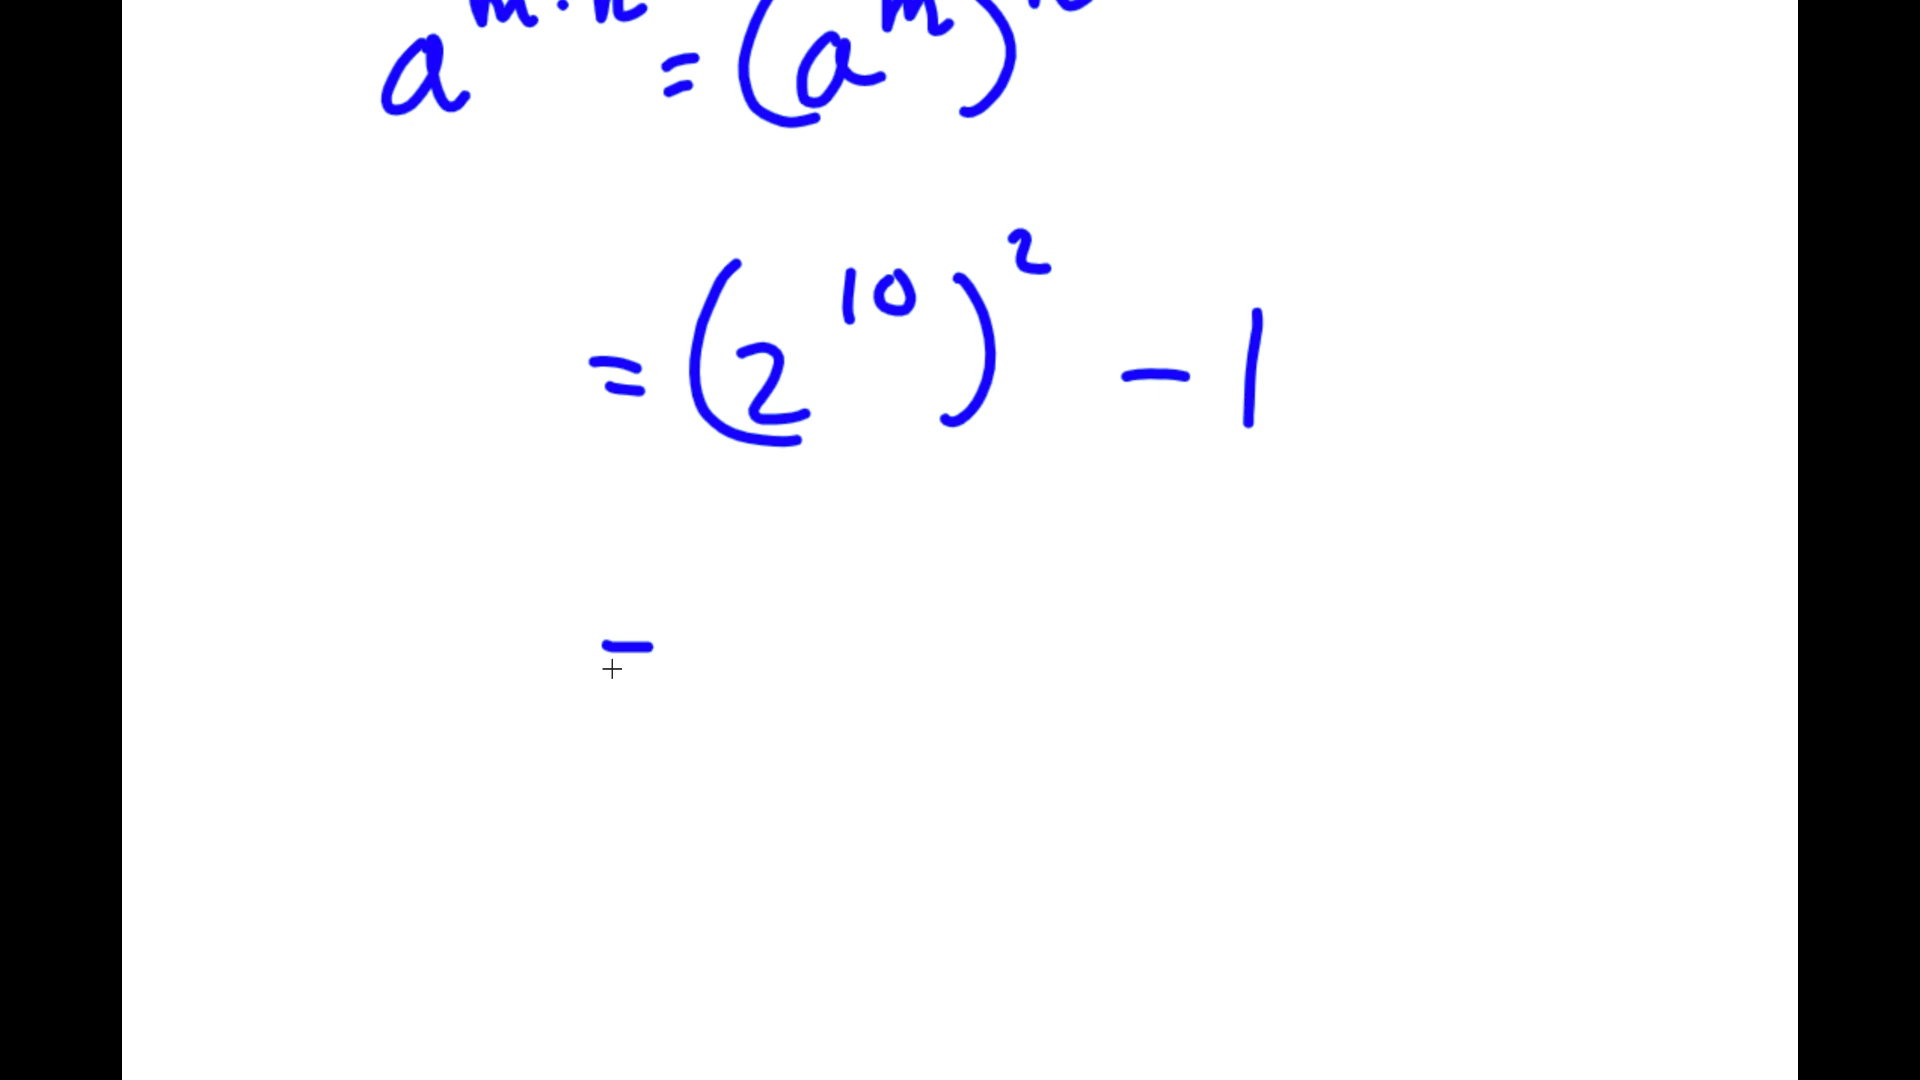 a^{m·n} = (a^m)^n
= (2^{10})^2 - 1
-